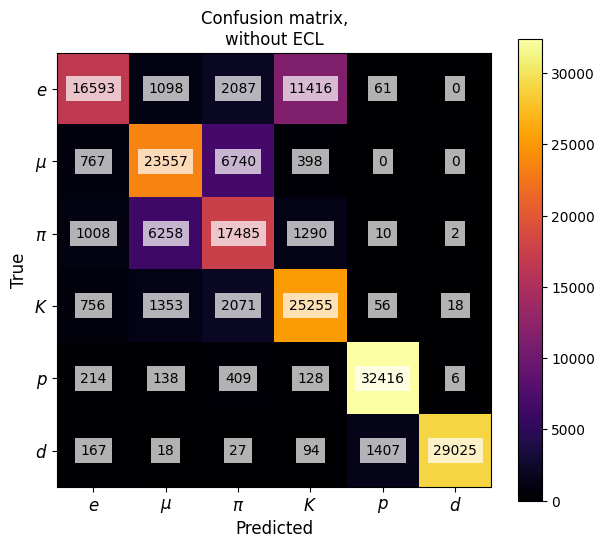 Confusion matrix,
without ECL
True
e 16593 1098 2087 11416 61 0
μ 767 23557 6740 398 0 0
π 1008 6258 17485 1290 10 2
K 756 1353 2071 25255 56 18
p 214 138 409 128 32416 6
d 167 18 27 94 1407 29025
e μ π K p d
Predicted
30000
25000
20000
15000
10000
5000
0